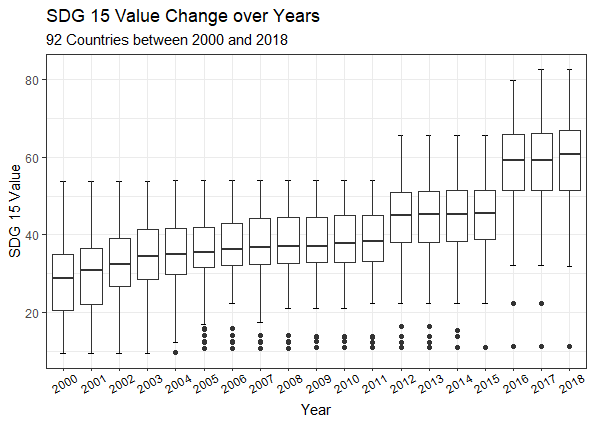 SDG 15 Value Change over Years
92 Countries between 2000 and 2018
80
60
40
20
SDG 15 Value
2000 2001 2002 2003 2004 2005 2006 2007 2008 2009 2010 2011 2012 2013 2014 2015 2016 2017 2018
Year